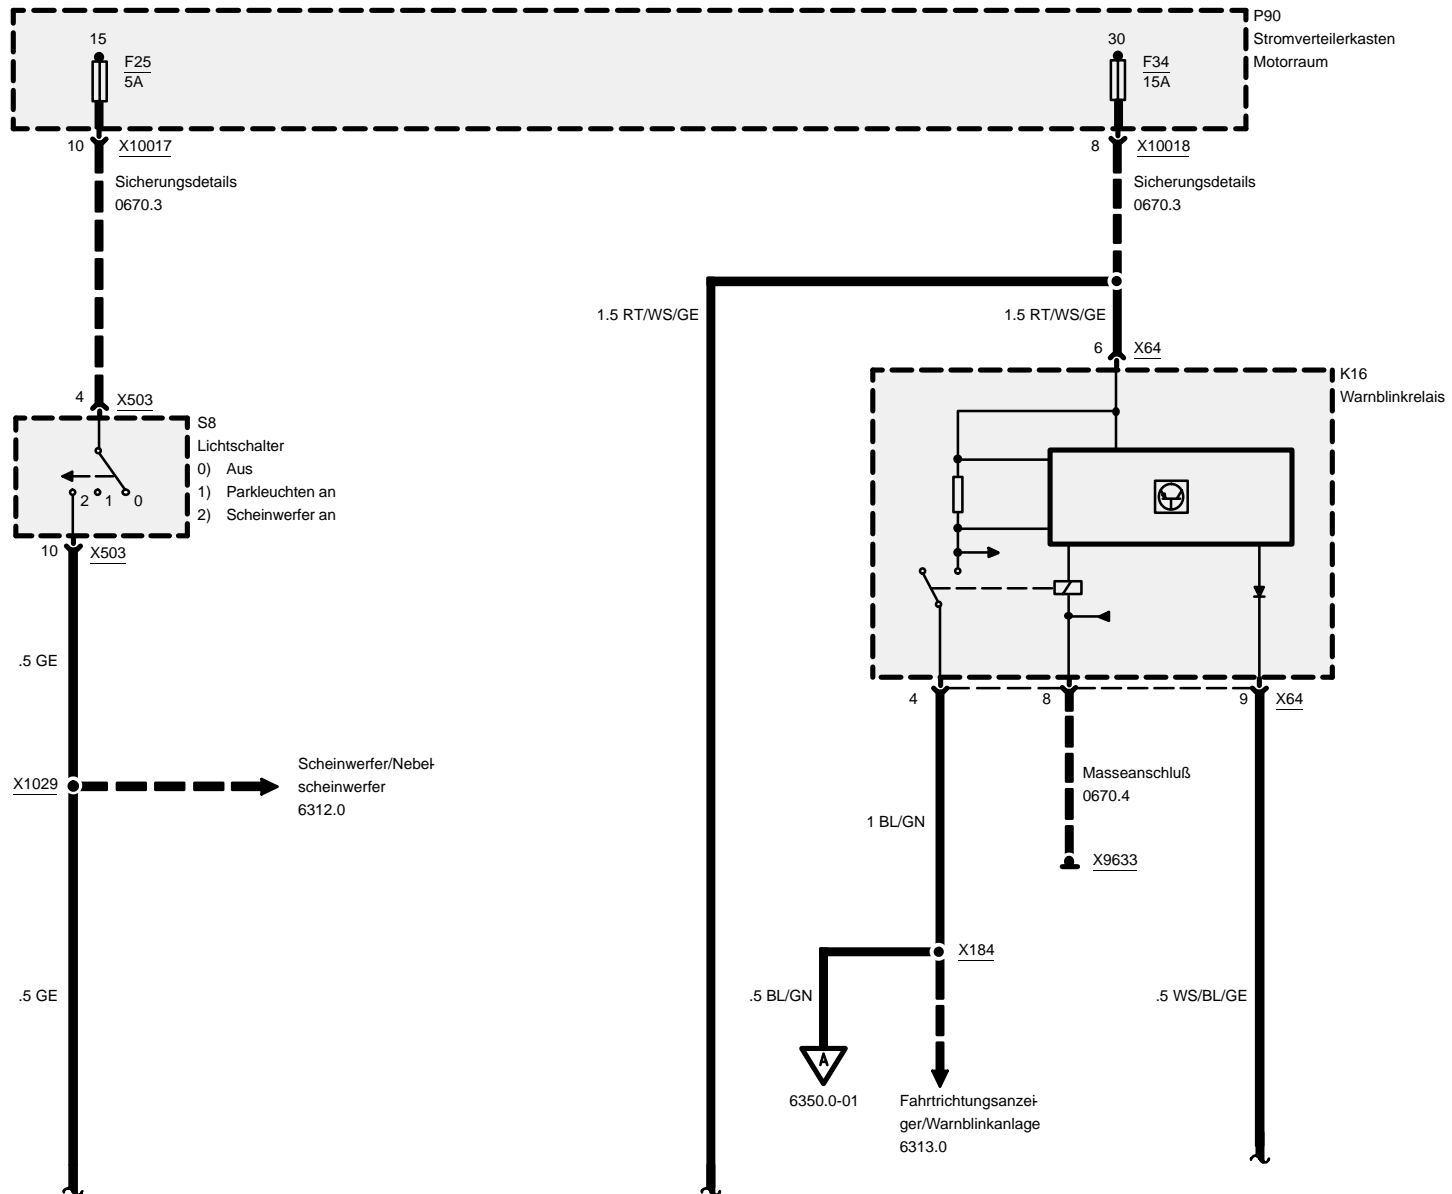 P90
Stromverteilerkasten
Motorraum
15
F25
5A
30
F34
15A
10
X10017
8
X10018
Sicherungsdetails
0670.3
Sicherungsdetails
0670.3
1.5 RT/WS/GE
1.5 RT/WS/GE
6
X64
K16
Warnblinkrelais
4
X503
S8
Lichtschalter
0) Aus
1) Parkleuchten an
2) Scheinwerfer an
2 1 0
10
X503
.5 GE
4
8
9
X64
X1029
Scheinwerfer/Nebel-
scheinwerfer
6312.0
Masseanschluß
0670.4
1 BL/GN
X9633
X184
.5 GE
.5 BL/GN
.5 WS/BL/GE
A
6350.0-01
Fahrtrichtungsanzei-
ger/Warnblinkanlage
6313.0